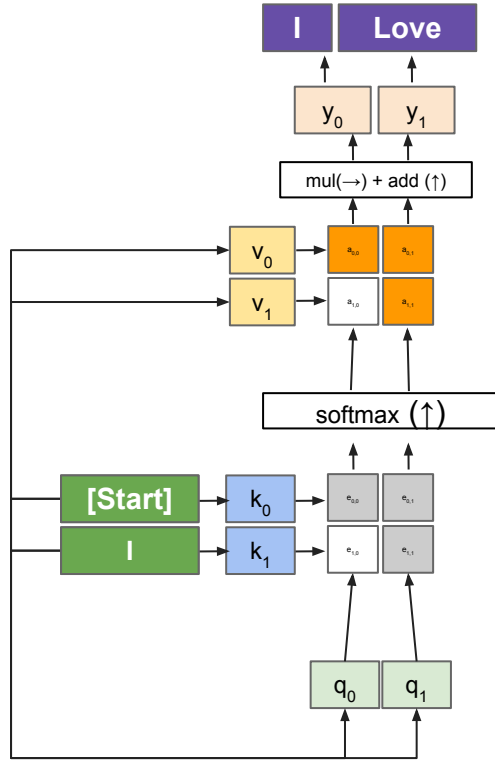 I Love
y0 y1
mul(→) + add (↑)
v0 a0,0 a0,1
v1 a1,0 a1,1
softmax (↑)
[Start] k0 e0,0 e0,1
I k1 e1,0 e1,1
q0 q1